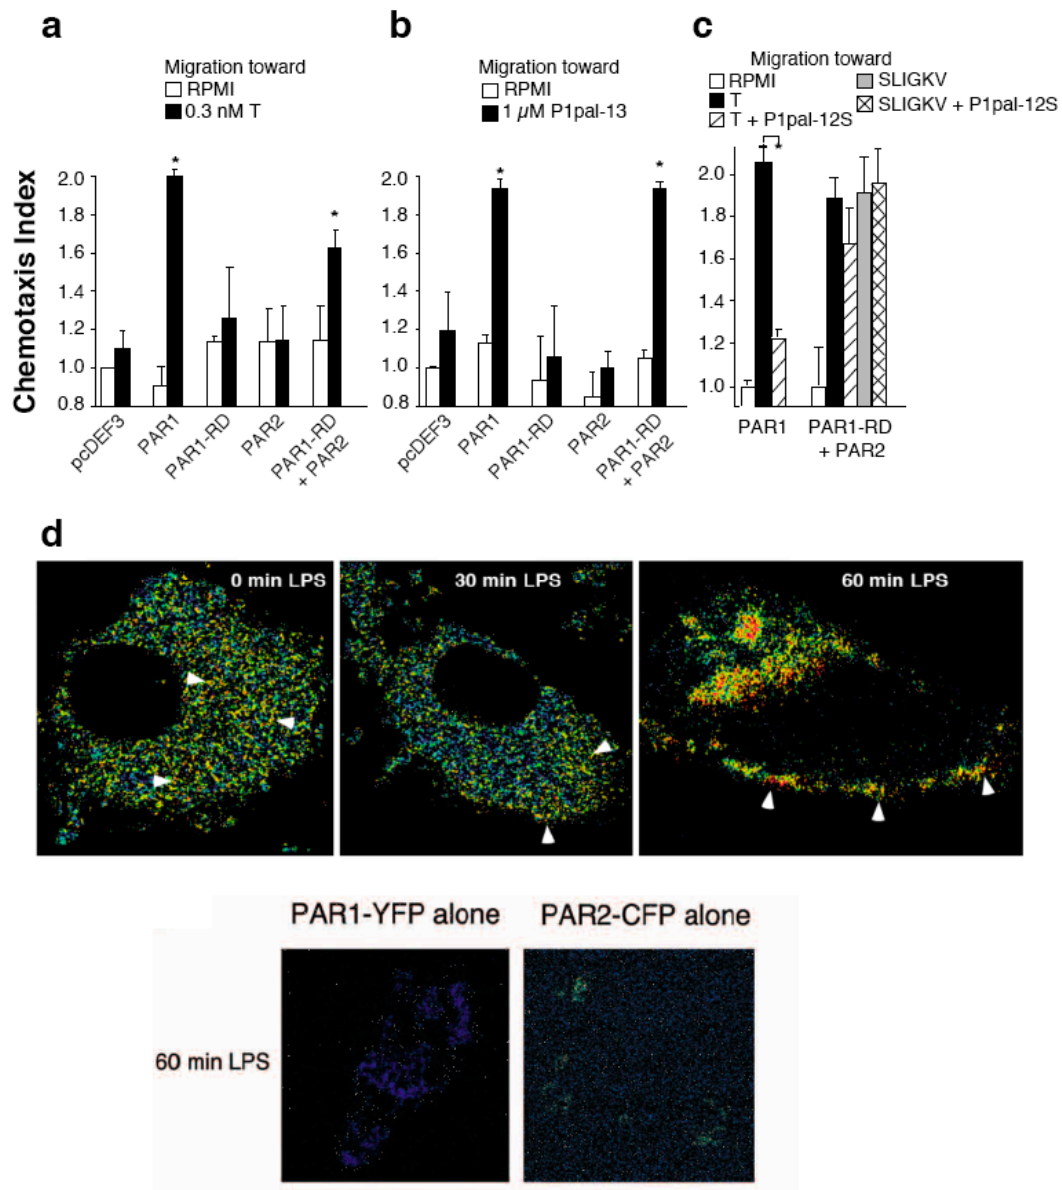 a
Migration toward
RPMI
0.3 nM T
*
*
Chemotaxis Index
2.0
1.8
1.6
1.4
1.2
1.0
0.8
pcDEF3
PAR1
PAR1-RD
PAR2
PAR1-RD
+ PAR2
b
Migration toward
RPMI
1 µM P1pal-13
*
*
2.0
1.8
1.6
1.4
1.2
1.0
0.8
pcDEF3
PAR1
PAR1-RD
PAR2
PAR1-RD
+ PAR2
c
Migration toward
RPMI
T
T + P1pal-12S
SLIGKV
SLIGKV + P1pal-12S
*
2.0
1.8
1.6
1.4
1.2
1.0
PAR1
PAR1-RD
+ PAR2
d
0 min LPS
30 min LPS
60 min LPS
PAR1-YFP alone
PAR2-CFP alone
60 min LPS